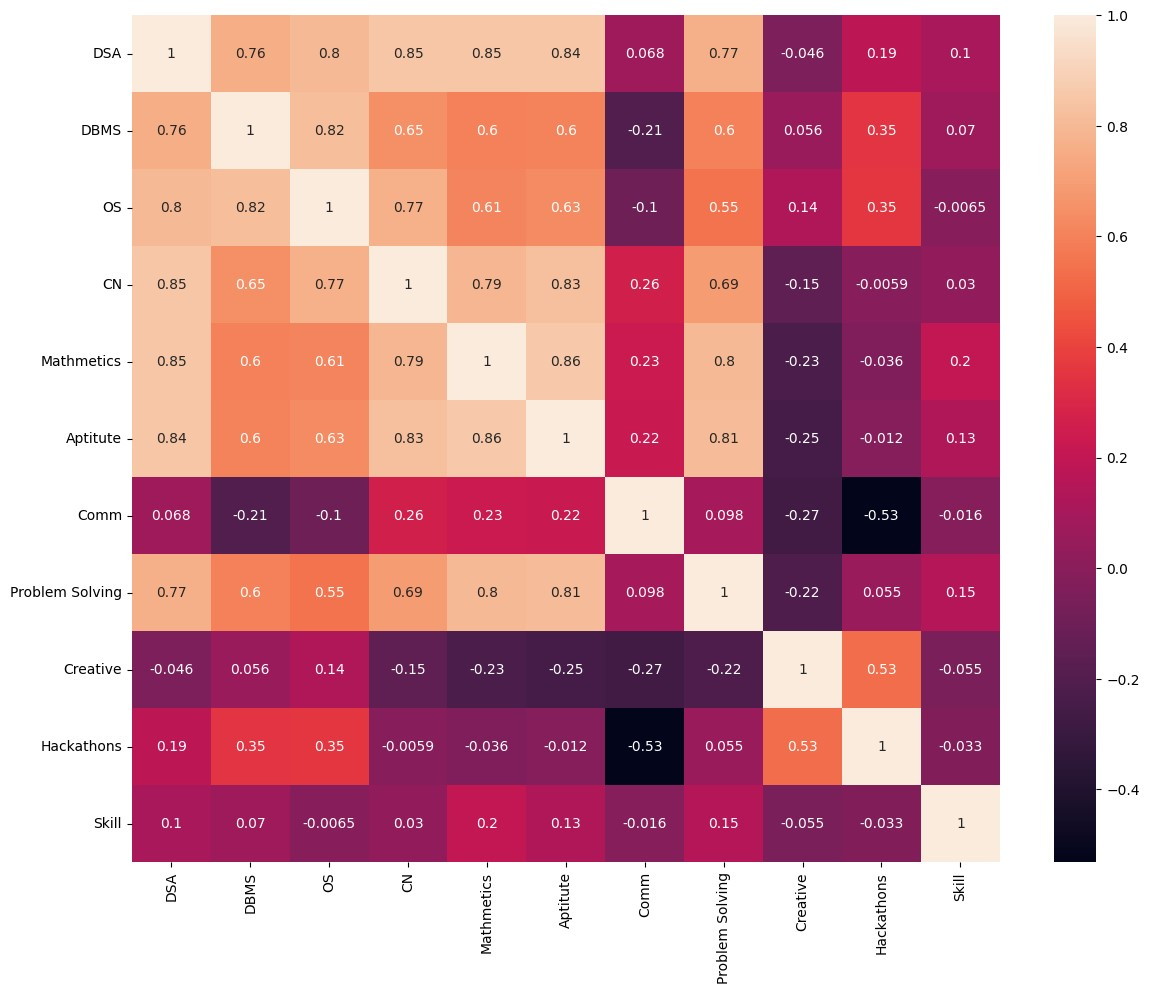 DSA 1 0.76 0.8 0.85 0.85 0.84 0.068 0.77 -0.046 0.19 0.1
DBMS 0.76 1 0.82 0.65 0.6 0.6 -0.21 0.6 0.056 0.35 0.07
OS 0.8 0.82 1 0.77 0.61 0.63 -0.1 0.55 0.14 0.35 -0.0065
CN 0.85 0.65 0.77 1 0.79 0.83 0.26 0.69 -0.15 -0.0059 0.03
Mathmetics 0.85 0.6 0.61 0.79 1 0.86 0.23 0.8 -0.23 -0.036 0.2
Aptitute 0.84 0.6 0.63 0.83 0.86 1 0.22 0.81 -0.25 -0.012 0.13
Comm 0.068 -0.21 -0.1 0.26 0.23 0.22 1 0.098 -0.27 -0.53 -0.016
Problem Solving 0.77 0.6 0.55 0.69 0.8 0.81 0.098 1 -0.22 0.055 0.15
Creative -0.046 0.056 0.14 -0.15 -0.23 -0.25 -0.27 -0.22 1 0.53 -0.055
Hackathons 0.19 0.35 0.35 -0.0059 -0.036 -0.012 -0.53 0.055 0.53 1 -0.033
Skill 0.1 0.07 -0.0065 0.03 0.2 0.13 -0.016 0.15 -0.055 -0.033 1
DSA DBMS OS CN Mathmetics Aptitute Comm Problem Solving Creative Hackathons Skill
1.0
0.8
0.6
0.4
0.2
0.0
−0.2
−0.4